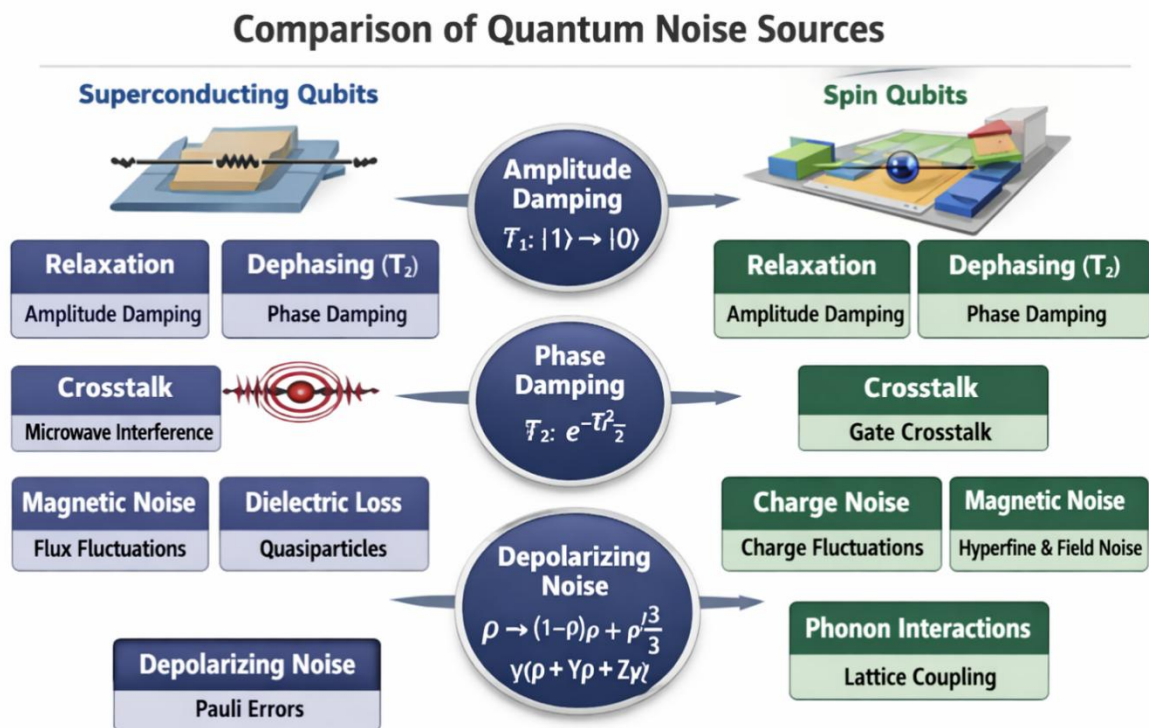 Comparison of Quantum Noise Sources
Superconducting Qubits
Spin Qubits
Amplitude
Damping
T₁: |1⟩ → |0⟩
Relaxation
Amplitude Damping
Dephasing (T₂)
Phase Damping
Relaxation
Amplitude Damping
Dephasing (T₂)
Phase Damping
Phase
Damping
T₂:
Crosstalk
Microwave Interference
Crosstalk
Gate Crosstalk
Magnetic Noise
Flux Fluctuations
Dielectric Loss
Quasiparticles
Charge Noise
Charge Fluctuations
Magnetic Noise
Hyperfine & Field Noise
Depolarizing
Noise
ρ → (1−ρ)ρ +
Depolarizing Noise
Pauli Errors
Phonon Interactions
Lattice Coupling